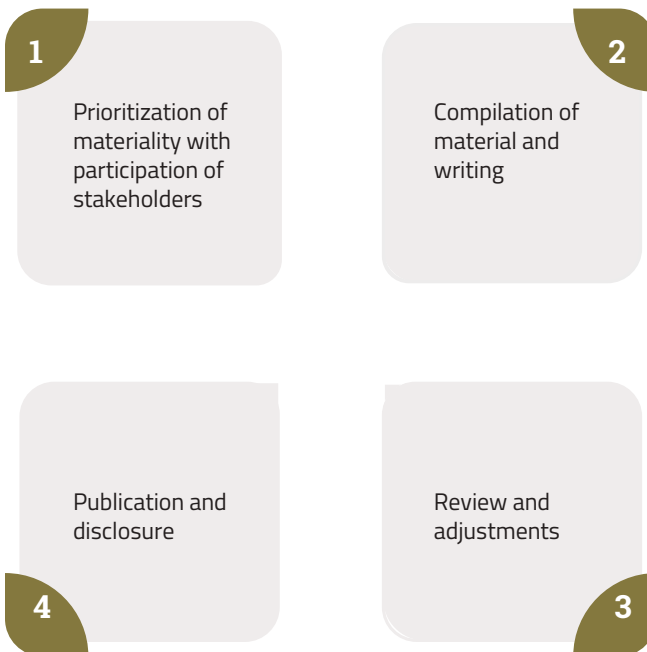 1
Prioritization of
materiality with
participation of
stakeholders
2
Compilation of
material and
writing
3
Review and
adjustments
4
Publication and
disclosure